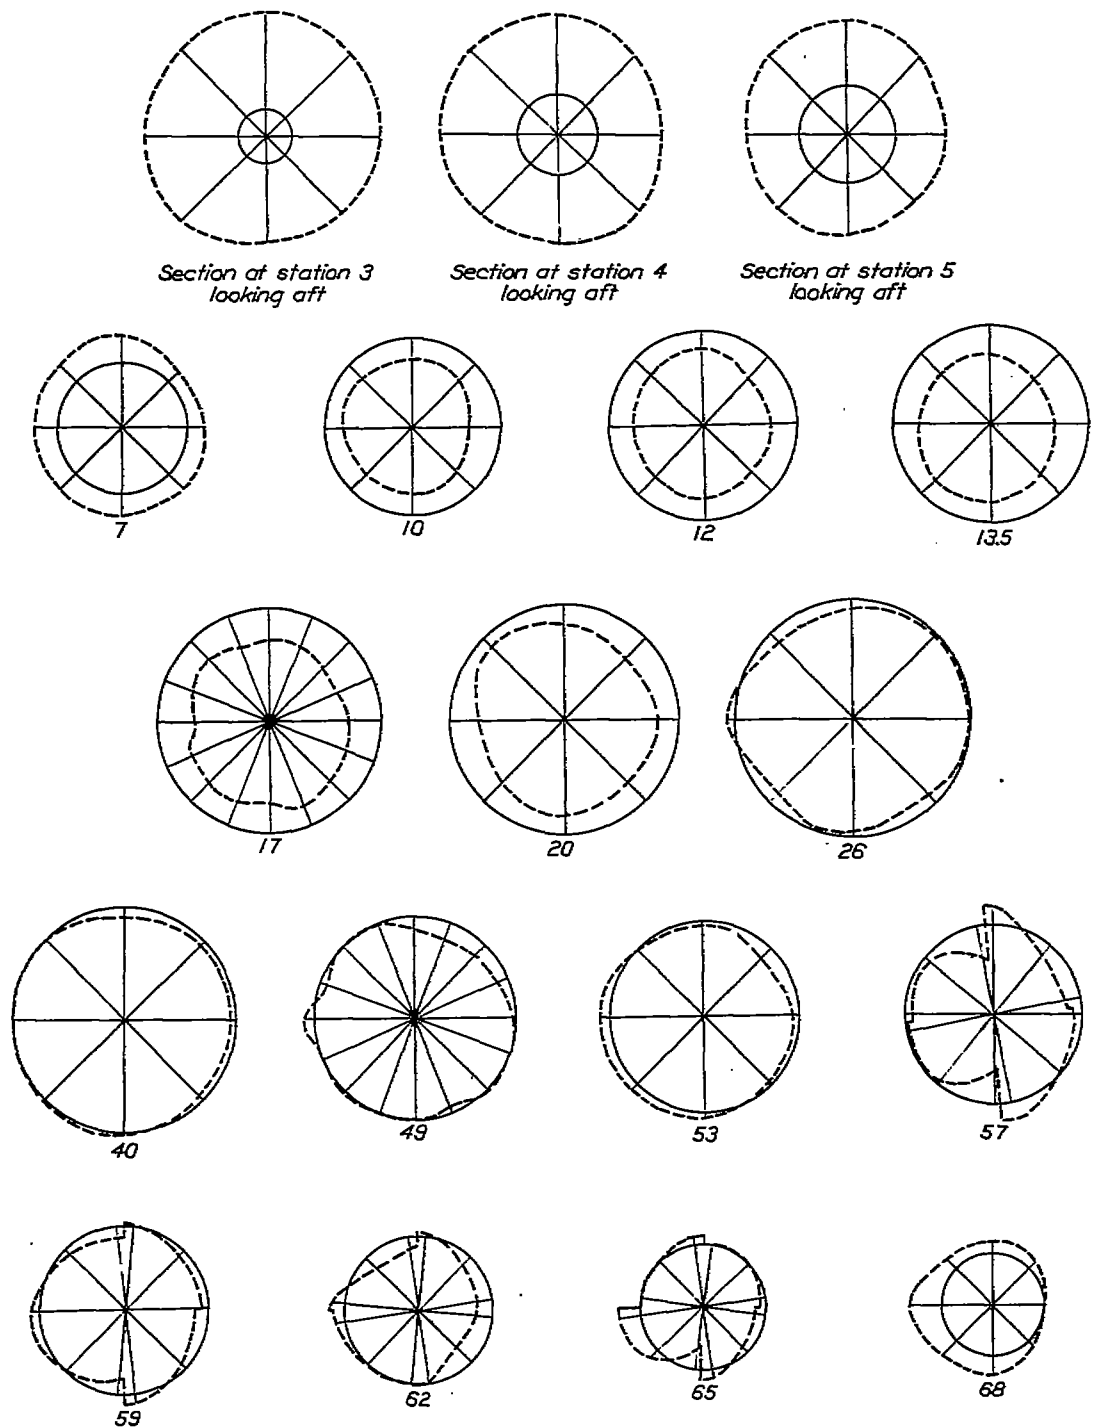 Section at station 3
looking aft
Section at station 4
looking aft
Section at station 5
looking aft
7
10
12
13.5
17
20
26
40
49
53
57
59
62
65
68